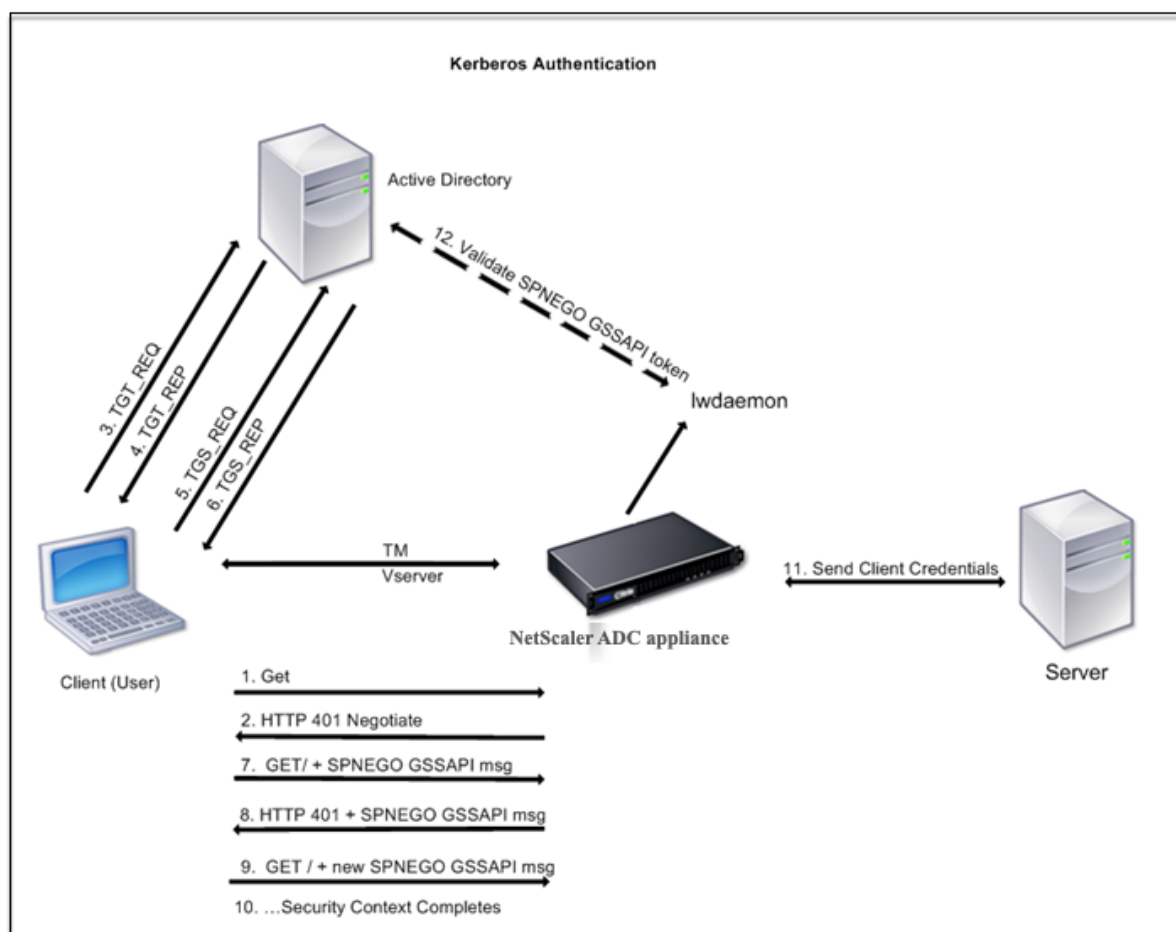 Kerberos Authentication
Active Directory
12. Validate SPNEGO GSSAPI token
3. TGT_REQ
4. TGT_REP
5. TGS_REQ
6. TGS_REP
lwdaemon
TM
Vserver
11. Send Client Credentials
Citrix
NetScaler ADC appliance
Client (User)
Server
1. Get
2. HTTP 401 Negotiate
7. GET/ + SPNEGO GSSAPI msg
8. HTTP 401 + SPNEGO GSSAPI msg
9. GET / + new SPNEGO GSSAPI msg
10. ...Security Context Completes